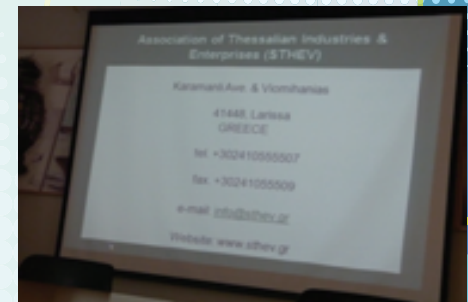 Association of Thessalian Industries &
Enterprises (STHEV)
Karamanli Ave. & Viomihanias
41448, Larissa
GREECE
tel. +302410555507
fax. +30241055509
e-mail: info@sthev.gr
Website: www.sthev.gr